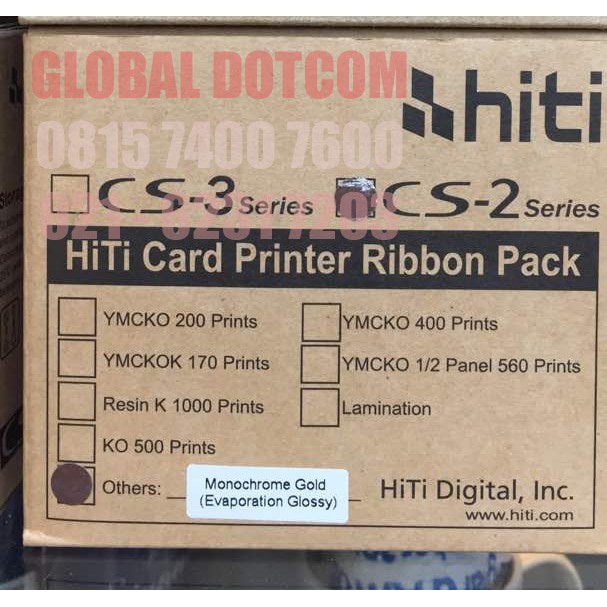 GLOBAL DOTCOM
hiti
0815 7400 7600
CS-3 Series
CS-2 Series
HiTi Card Printer Ribbon Pack
YMCKO 200 Prints
YMCKO 400 Prints
YMCKOK 170 Prints
YMCKO 1/2 Panel 560 Prints
Resin K 1000 Prints
Lamination
KO 500 Prints
Others:
Monochrome Gold
(Evaporation Glossy)
HiTi Digital, Inc.
www.hiti.com